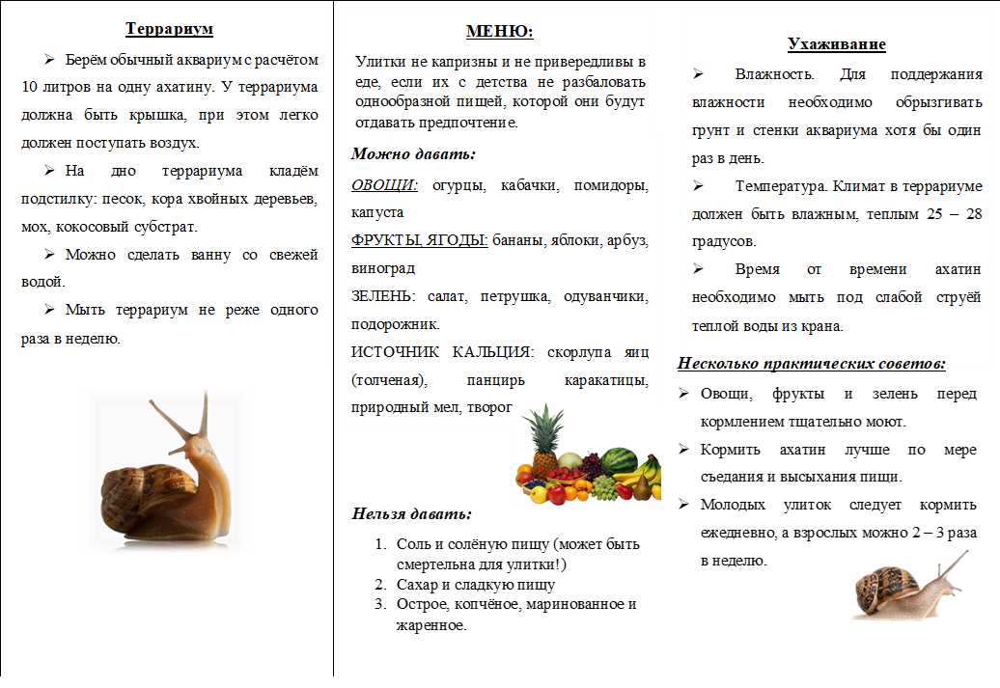 Террариум
➢ Берём обычный аквариум с расчётом
10 литров на одну ахатину. У террариума
должна быть крышка, при этом легко
должен поступать воздух.
➢ На дно террариума кладём
подстилку: песок, кора хвойных деревьев,
мох, кокосовый субстрат.
➢ Можно сделать ванну со свежей
водой.
➢ Мыть террариум не реже одного
раза в неделю.
МЕНЮ:
Улитки не капризны и не привередливы в
еде, если их с детства не разбаловать
однообразной пищей, которой они будут
отдавать предпочтение.
Можно давать:
ОВОЩИ: огурцы, кабачки, помидоры,
капуста
ФРУКТЫ, ЯГОДЫ: бананы, яблоки, арбуз,
виноград
ЗЕЛЕНЬ: салат, петрушка, одуванчики,
подорожник.
ИСТОЧНИК КАЛЬЦИЯ: скорлупа яиц
(толченая), панцирь каракатицы,
природный мел, творог
Нельзя давать:
1. Соль и солёную пищу (может быть
смертельна для улитки!)
2. Сахар и сладкую пищу
3. Острое, копчёное, маринованное и
жаренное.
Ухаживание
➢ Влажность. Для поддержания
влажности необходимо обрызгивать
грунт и стенки аквариума хотя бы один
раз в день.
➢ Температура. Климат в террариуме
должен быть влажным, теплым 25 – 28
градусов.
➢ Время от времени ахатин
необходимо мыть под слабой струёй
теплой воды из крана.
Несколько практических советов:
➢ Овощи, фрукты и зелень перед
кормлением тщательно моют.
➢ Кормить ахатин лучше по мере
съедания и высыхания пищи.
➢ Молодых улиток следует кормить
ежедневно, а взрослых можно 2 – 3 раза
в неделю.